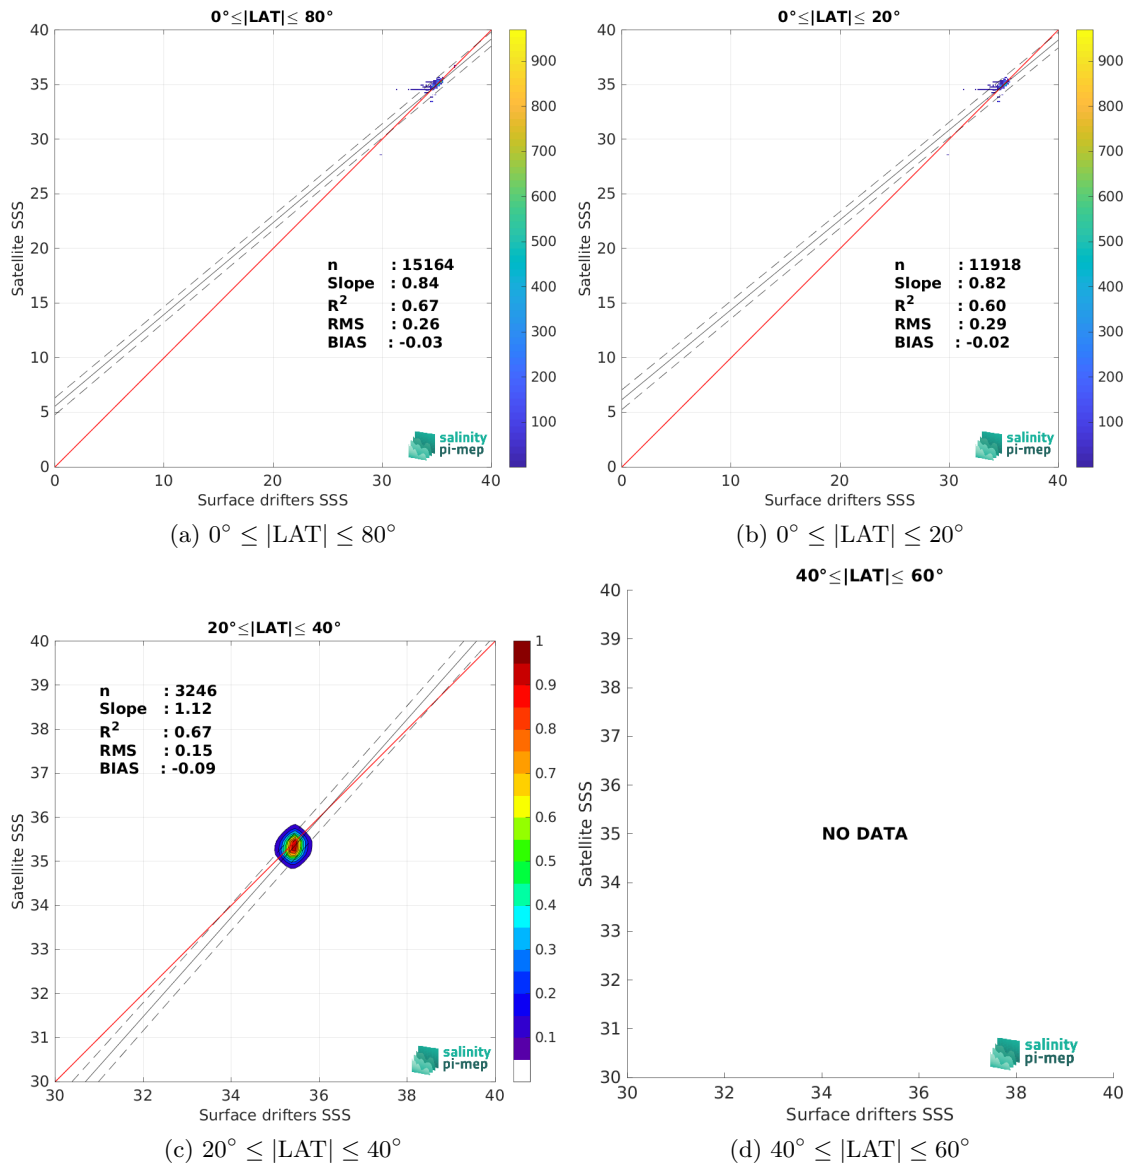 0°≤|LAT|≤ 80°
40
35
30
25
20
15
10
5
0
0
10
20
30
40
Satellite SSS
Surface drifters SSS
n : 15164
Slope : 0.84
R² : 0.67
RMS : 0.26
BIAS : -0.03
salinity
pi-mep
900
800
700
600
500
400
300
200
100
(a) 0° ≤ |LAT| ≤ 80°
0°≤|LAT|≤ 20°
40
35
30
25
20
15
10
5
0
0
10
20
30
40
Satellite SSS
Surface drifters SSS
n : 11918
Slope : 0.82
R² : 0.60
RMS : 0.29
BIAS : -0.02
salinity
pi-mep
900
800
700
600
500
400
300
200
100
(b) 0° ≤ |LAT| ≤ 20°
20°≤|LAT|≤ 40°
40
39
38
37
36
35
34
33
32
31
30
30
32
34
36
38
40
Satellite SSS
Surface drifters SSS
n : 3246
Slope : 1.12
R² : 0.67
RMS : 0.15
BIAS : -0.09
salinity
pi-mep
1
0.9
0.8
0.7
0.6
0.5
0.4
0.3
0.2
0.1
(c) 20° ≤ |LAT| ≤ 40°
40°≤|LAT|≤ 60°
40
39
38
37
36
35
34
33
32
31
30
30
32
34
36
38
40
Satellite SSS
Surface drifters SSS
NO DATA
salinity
pi-mep
(d) 40° ≤ |LAT| ≤ 60°